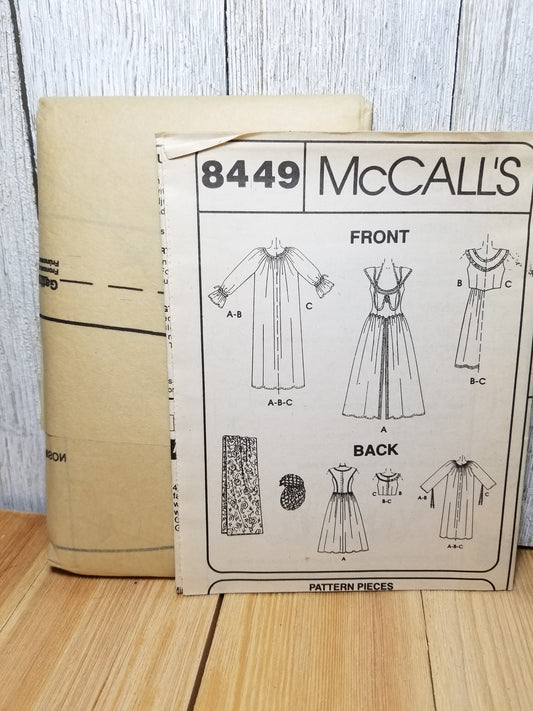 8449 McCALL'S
FRONT
A-B
C
A-B-C
A
B
C
B-C
BACK
A
C
B-C
B
A-B
C
A-B-C
PATTERN PIECES